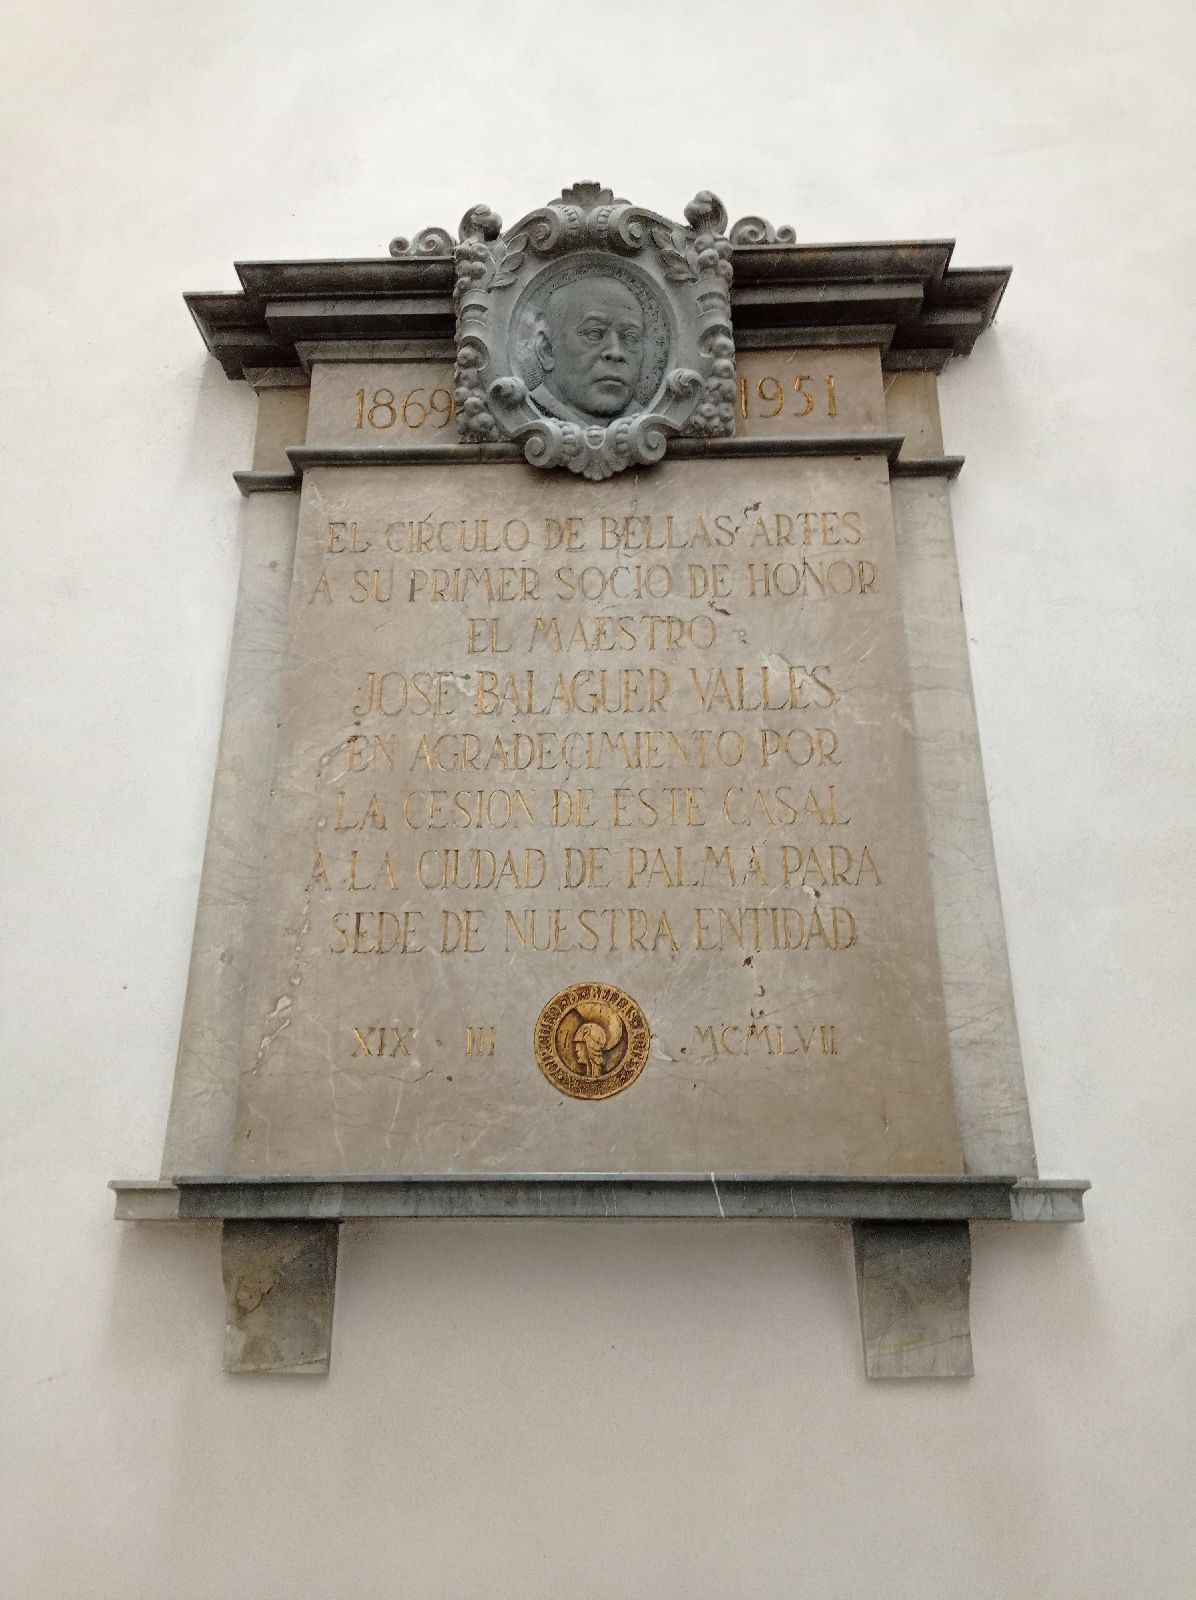 1869 1951
EL CIRCULO DE BELLAS ARTES
A SU PRIMER SOCIO DE HONOR
EL MAESTRO
JOSE BALAGUER VALLES
EN AGRADECIMIENTO POR
LA CESION DE ESTE CASAL
A LA CIUDAD DE PALMA PARA
SEDE DE NUESTRA ENTIDAD
XIX · III MCMLVII